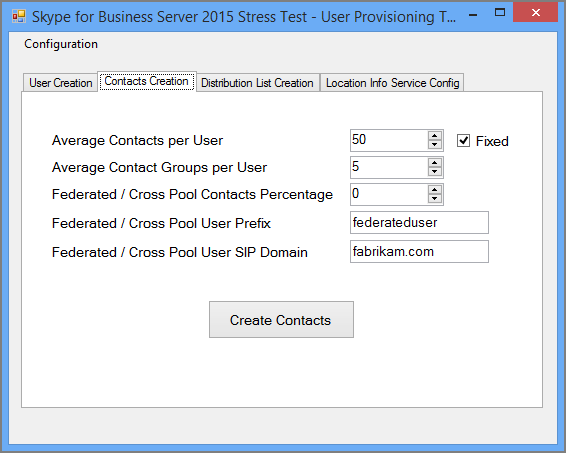 Skype for Business Server 2015 Stress Test - User Provisioning T...
Configuration
User Creation Contacts Creation Distribution List Creation Location Info Service Config
Average Contacts per User 50 Fixed
Average Contact Groups per User 5
Federated / Cross Pool Contacts Percentage 0
Federated / Cross Pool User Prefix federateduser
Federated / Cross Pool User SIP Domain fabrikam.com
Create Contacts